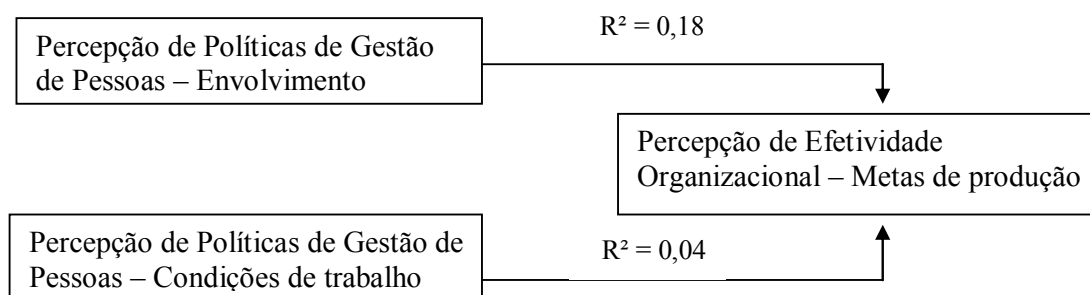 R² = 0,18
Percepção de Políticas de Gestão
de Pessoas – Envolvimento
Percepção de Efetividade
Organizacional – Metas de produção
Percepção de Políticas de Gestão de
Pessoas – Condições de trabalho
R² = 0,04